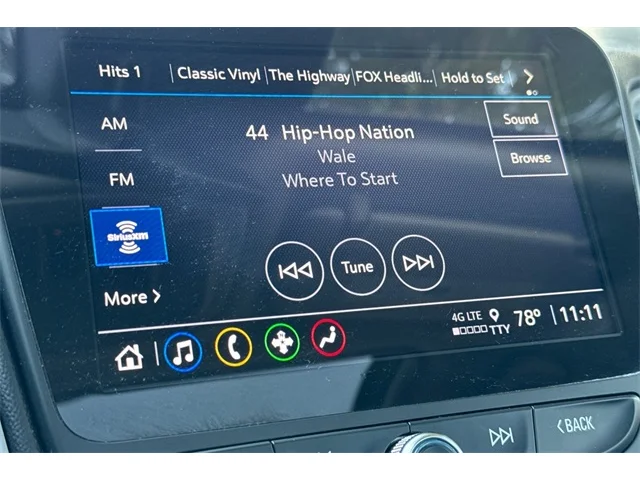 Hits 1 Classic Vinyl The Highway FOX Headli... Hold to Set
AM
44 Hip-Hop Nation
Sound
Wale
Browse
FM
Where To Start
SiriusXM
Tune
More
4G LTE
TTY
78° 11:11
BACK